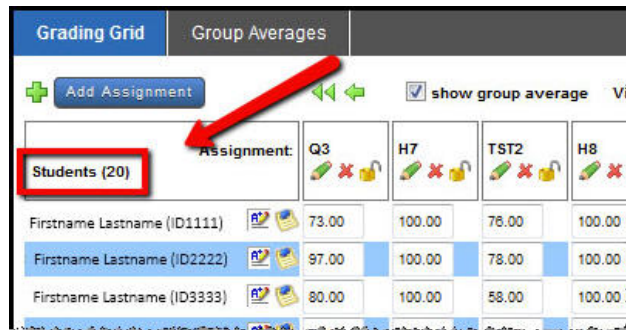 Grading Grid Group Averages
Add Assignment show group average
Assignment: Q3 H7 TST2 H8
Students (20)
Firstname Lastname (ID1111) 73.00 100.00 76.00 100.00
Firstname Lastname (ID2222) 97.00 100.00 78.00 100.00
Firstname Lastname (ID3333) 80.00 100.00 58.00 100.00